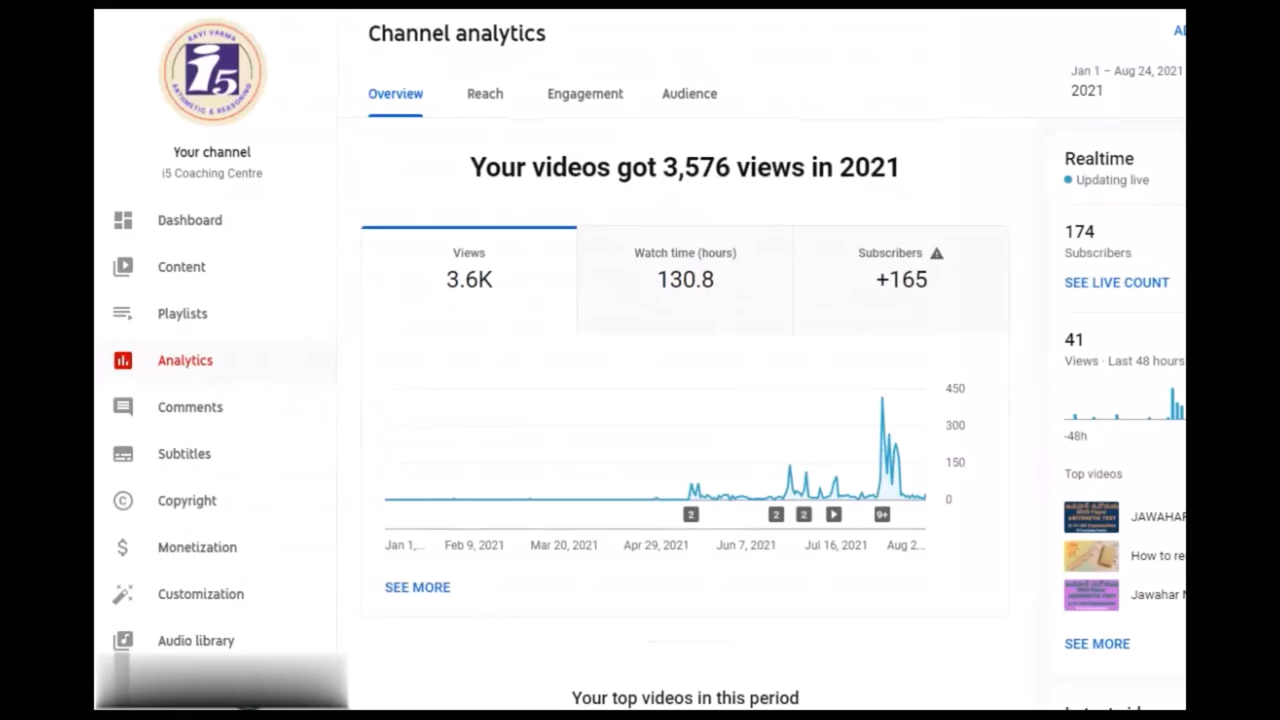 RAVI VARMA
i5
ARITHMETIC & REASONING
Your channel
i5 Coaching Centre
Dashboard
Content
Playlists
Analytics
Comments
Subtitles
Copyright
Monetization
Customization
Audio library
Channel analytics
Overview Reach Engagement Audience
Jan 1 – Aug 24, 2021
2021
Your videos got 3,576 views in 2021
Views
3.6K
Watch time (hours)
130.8
Subscribers
+165
450
300
150
0
2 2 2 9+
Jan 1,... Feb 9, 2021 Mar 20, 2021 Apr 29, 2021 Jun 7, 2021 Jul 16, 2021 Aug 2...
SEE MORE
Your top videos in this period
Realtime
Updating live
174
Subscribers
SEE LIVE COUNT
41
Views · Last 48 hours
-48h
Top videos
JAWAHAR
How to re
Jawahar
SEE MORE